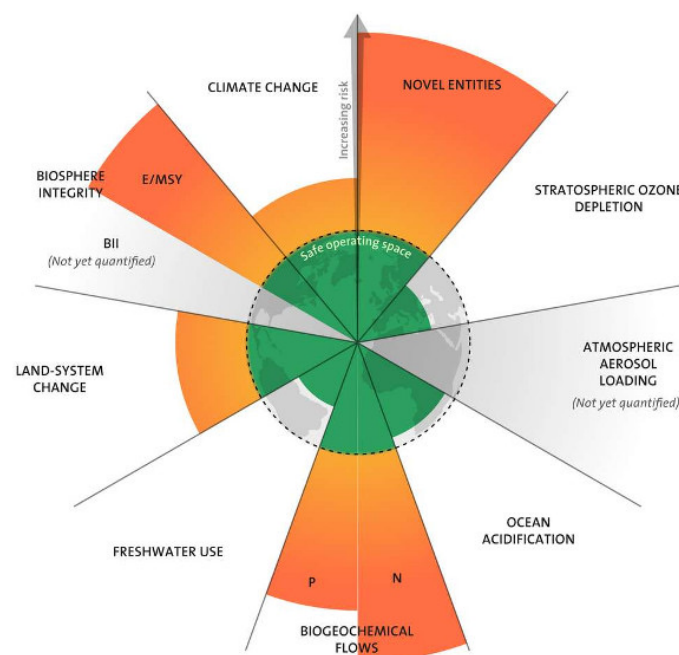 CLIMATE CHANGE
NOVEL ENTITIES
Increasing risk
BIOSPHERE
INTEGRITY
E/MSY
STRATOSPHERIC OZONE
DEPLETION
BII
(Not yet quantified)
Safe operating space
LAND-SYSTEM
CHANGE
ATMOSPHERIC
AEROSOL
LOADING
(Not yet quantified)
FRESHWATER USE
OCEAN
ACIDIFICATION
P
N
BIOGEOCHEMICAL
FLOWS